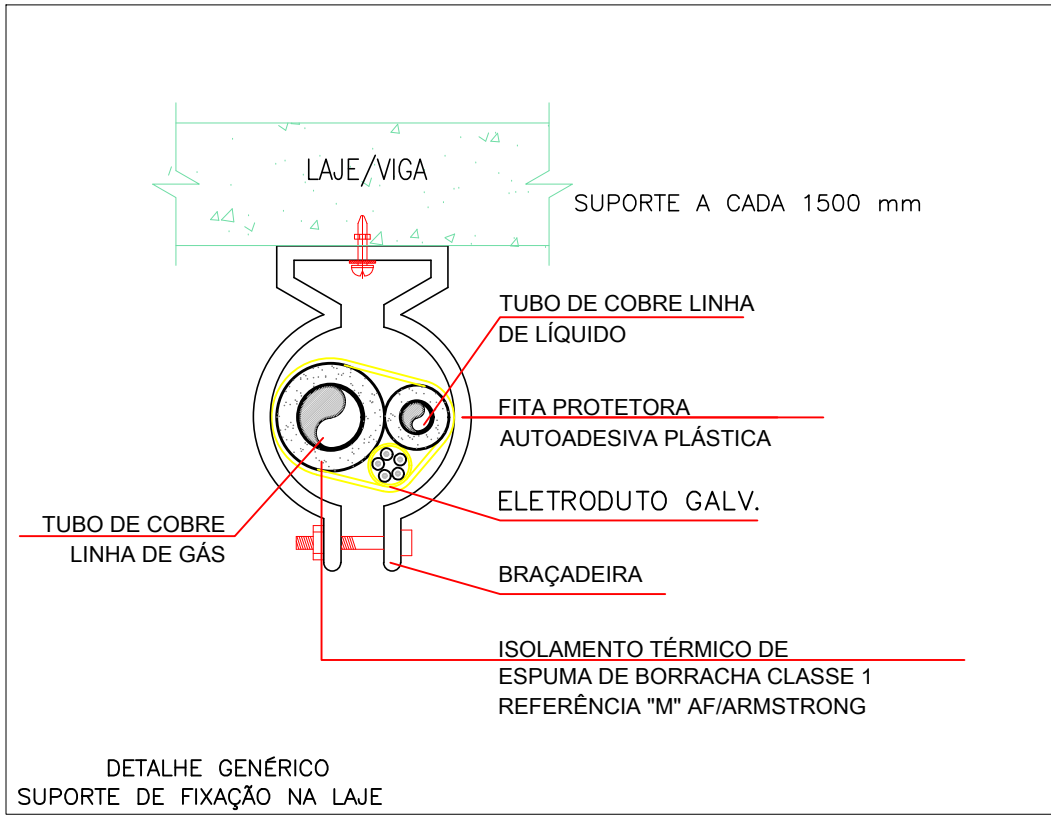 LAJE/VIGA
SUPORTE A CADA 1500 mm
TUBO DE COBRE LINHA
DE LÍQUIDO
FITA PROTETORA
AUTOADESIVA PLÁSTICA
ELETRODUTO GALV.
TUBO DE COBRE
LINHA DE GÁS
BRAÇADEIRA
ISOLAMENTO TÉRMICO DE
ESPUMA DE BORRACHA CLASSE 1
REFERÊNCIA "M" AF/ARMSTRONG
DETALHE GENÉRICO
SUPORTE DE FIXAÇÃO NA LAJE